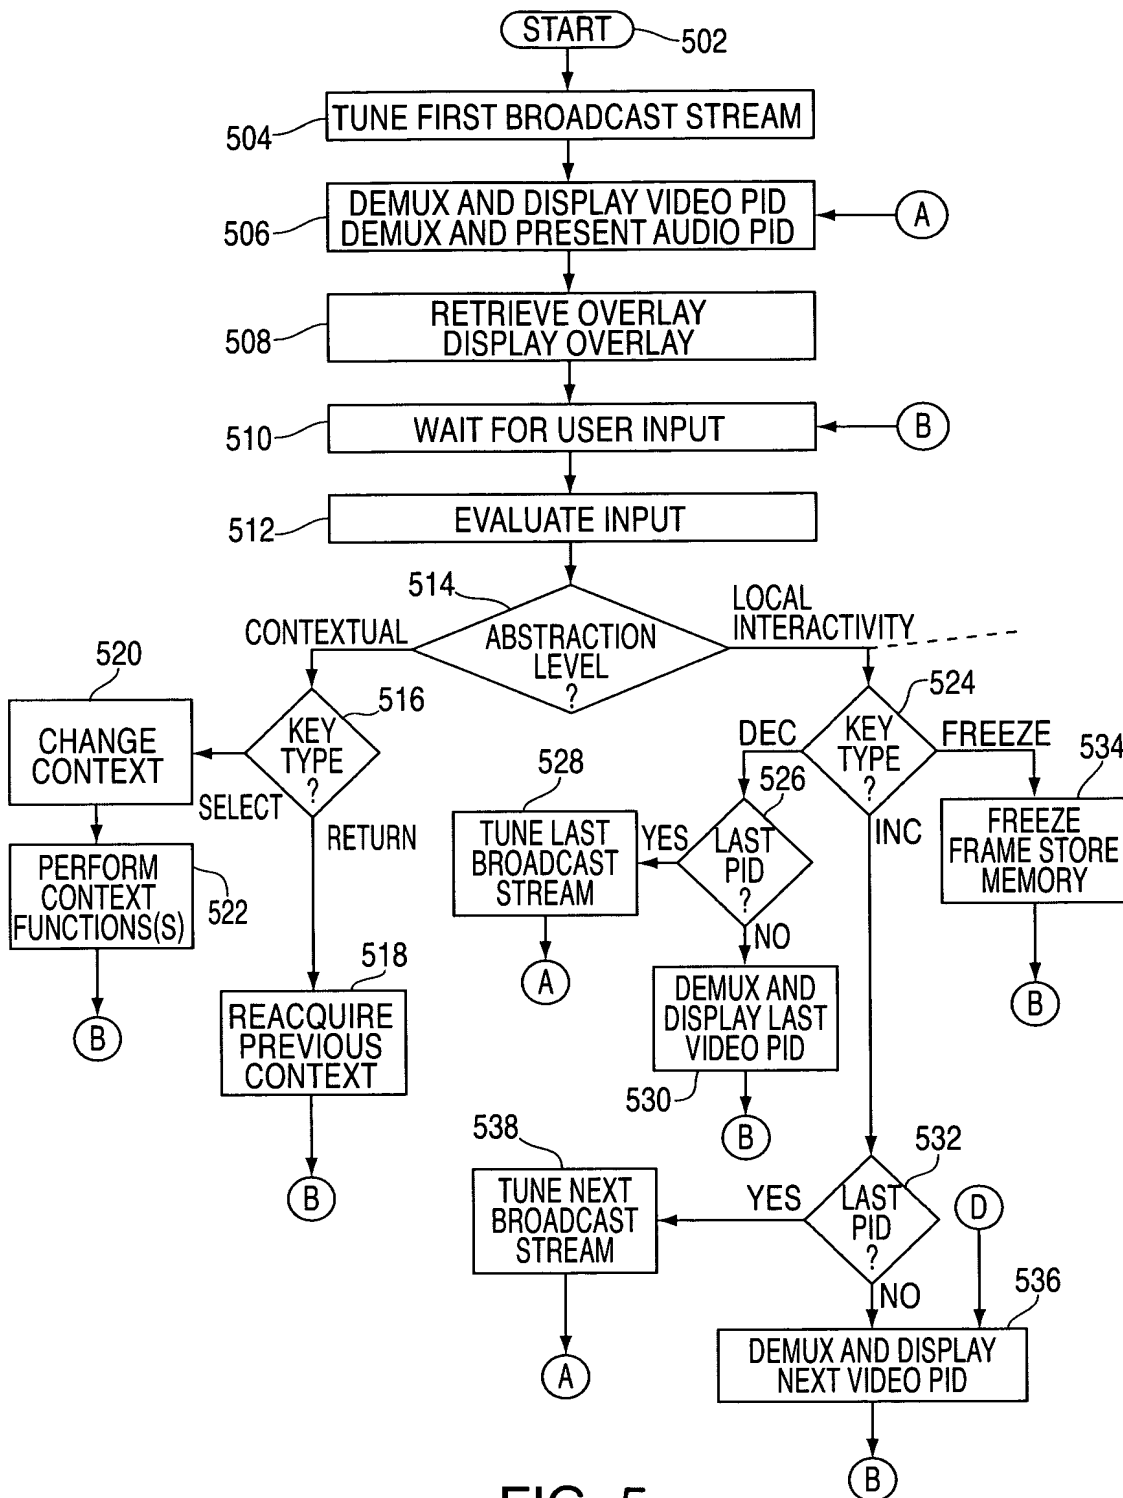 START
502
TUNE FIRST BROADCAST STREAM
504
DEMUX AND DISPLAY VIDEO PID
DEMUX AND PRESENT AUDIO PID
506
A
RETRIEVE OVERLAY
DISPLAY OVERLAY
508
WAIT FOR USER INPUT
510
B
EVALUATE INPUT
512
514
ABSTRACTION
LEVEL
?
CONTEXTUAL
LOCAL
INTERACTIVITY
520
CHANGE
CONTEXT
516
KEY
TYPE
?
SELECT
RETURN
PERFORM
CONTEXT
FUNCTIONS(S)
522
B
518
REACQUIRE
PREVIOUS
CONTEXT
B
524
KEY
TYPE
?
DEC
FREEZE
INC
534
FREEZE
FRAME STORE
MEMORY
B
526
LAST
PID
?
YES
NO
528
TUNE LAST
BROADCAST
STREAM
A
DEMUX AND
DISPLAY LAST
VIDEO PID
530
B
532
LAST
PID
?
YES
NO
538
TUNE NEXT
BROADCAST
STREAM
A
D
536
DEMUX AND DISPLAY
NEXT VIDEO PID
B